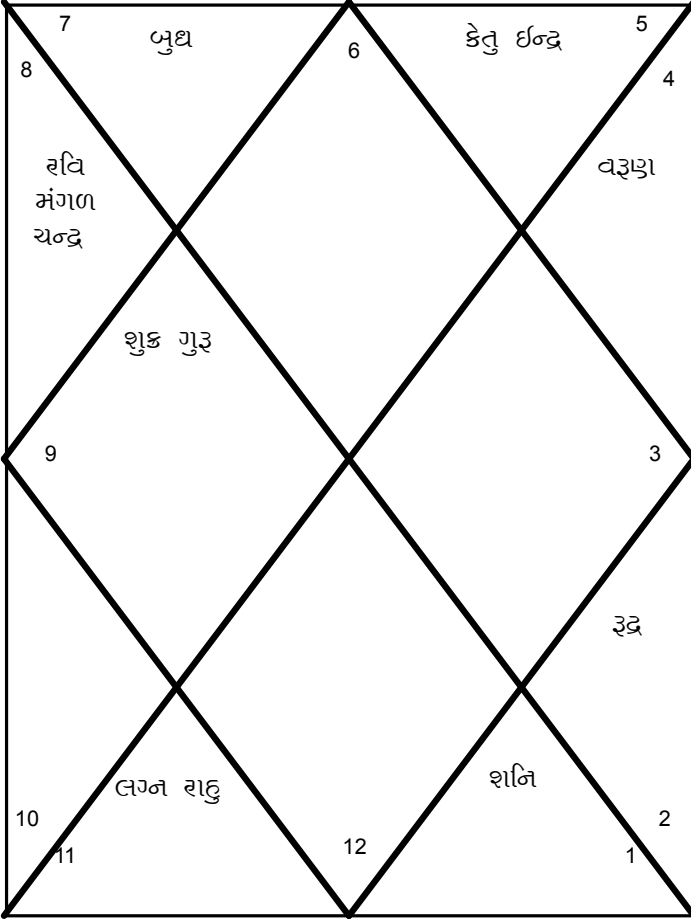 7
બુધ
6
કેતુ ઈન્દ્ર
5
8
4
રવિ
મંગળ
ચન્દ્ર
વરૂણ
શુક્ર ગુરૂ
9
3
રૂદ્ર
લગ્ન રાહુ
શનિ
10
11
12
2
1